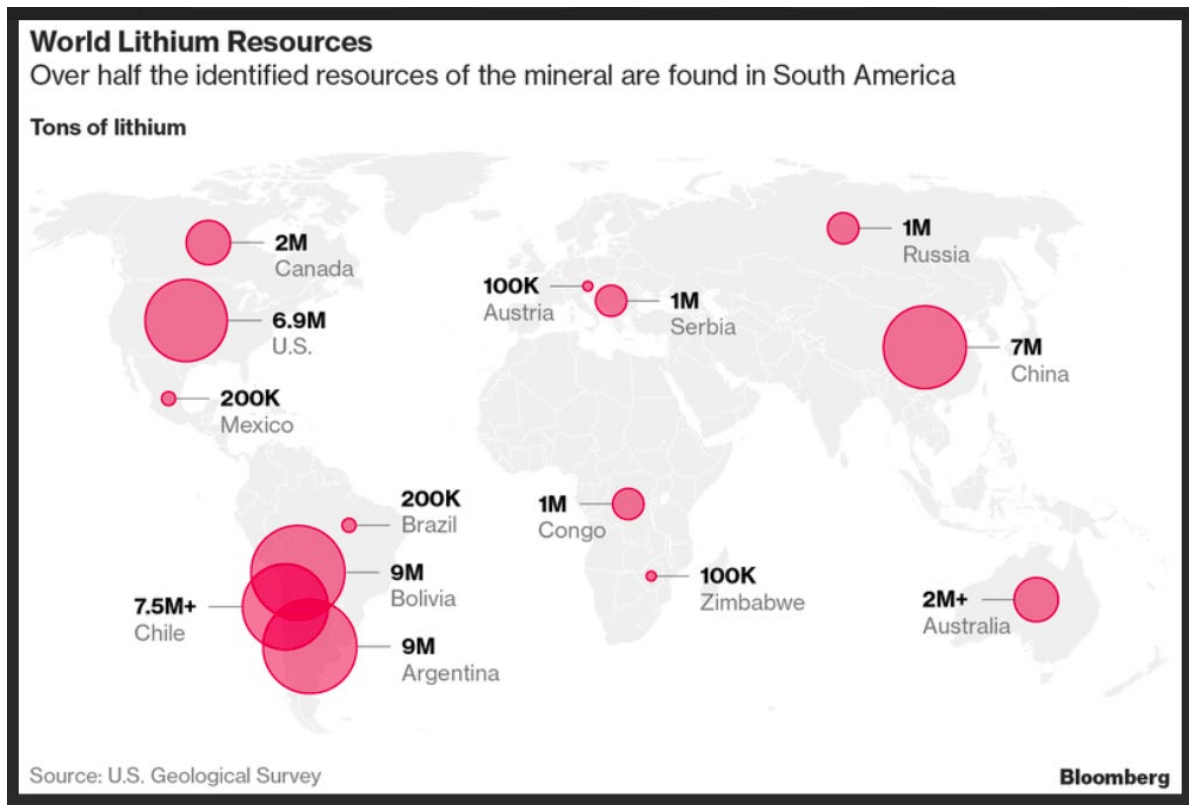 World Lithium Resources
Over half the identified resources of the mineral are found in South America
Tons of lithium
2M
Canada
6.9M
U.S.
200K
Mexico
200K
Brazil
9M
Bolivia
7.5M+
Chile
9M
Argentina
100K
Austria
1M
Serbia
1M
Russia
7M
China
1M
Congo
100K
Zimbabwe
2M+
Australia
Source: U.S. Geological Survey
Bloomberg